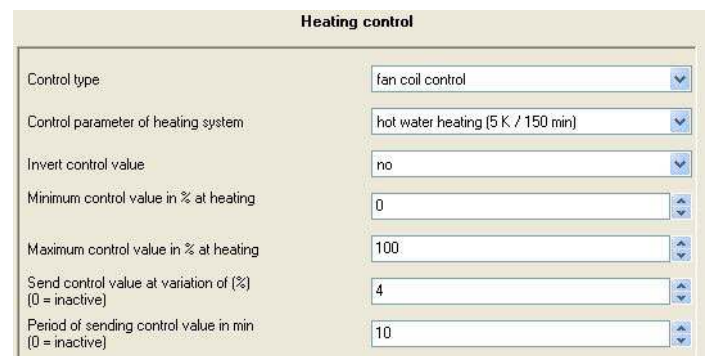 Heating control
Control type
fan coil control
Control parameter of heating system
hot water heating (5 K / 150 min)
Invert control value
no
Minimum control value in % at heating
0
Maximum control value in % at heating
100
Send control value at variation of (%)
(0 = inactive)
4
Period of sending control value in min
(0 = inactive)
10